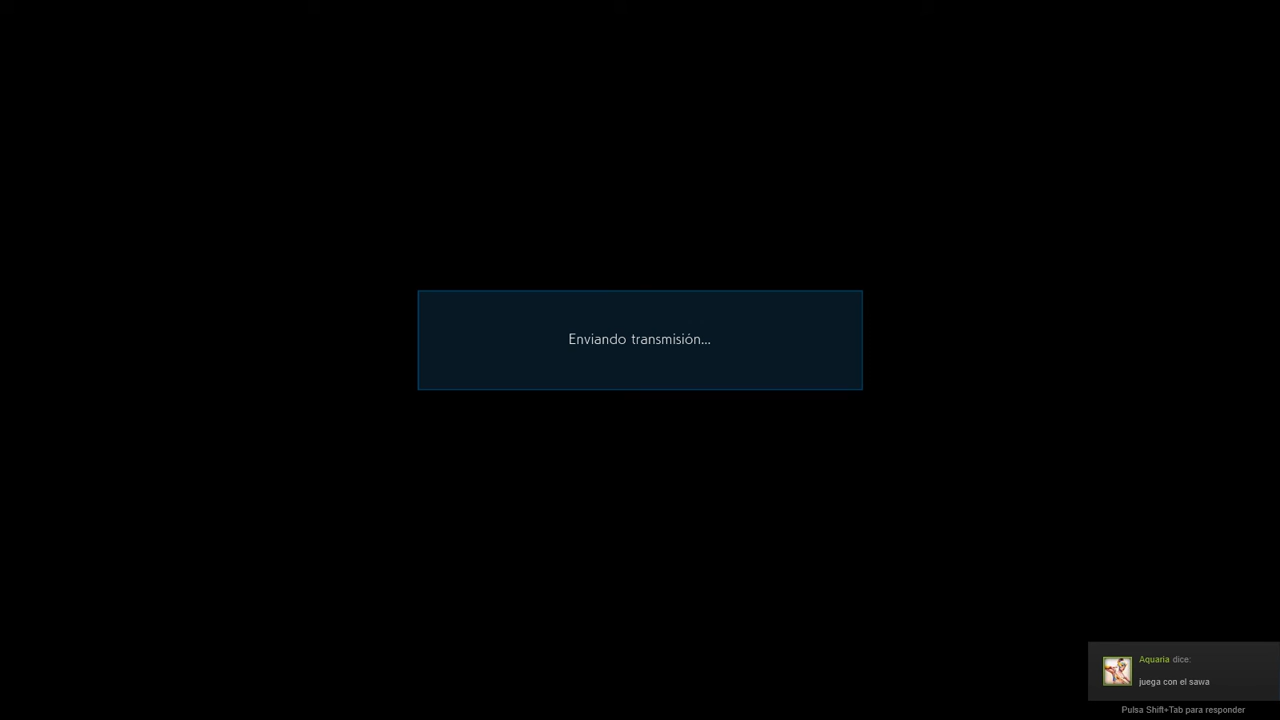 Enviando transmisión...
Aquaria dice:
juega con el sawa
Pulsa Shift+Tab para responder